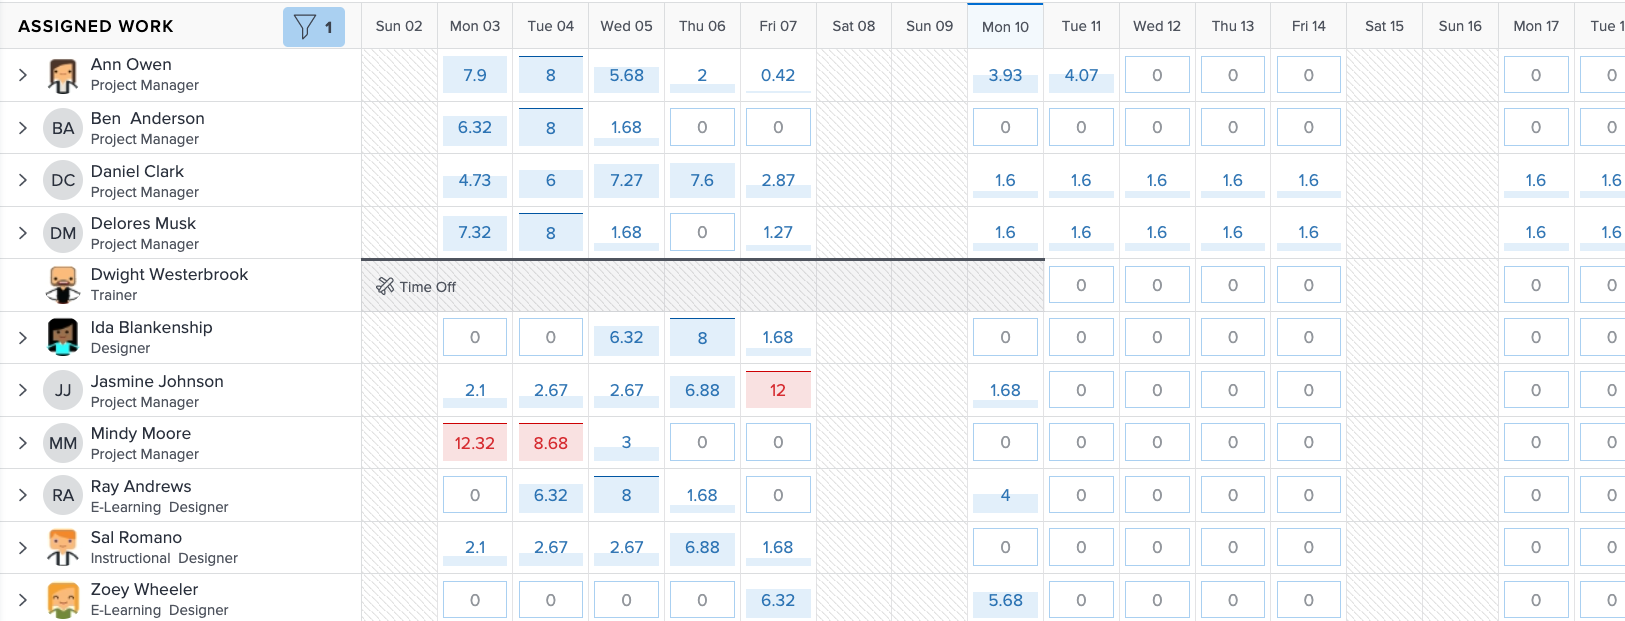 ASSIGNED WORK 1 Sun 02 Mon 03 Tue 04 Wed 05 Thu 06 Fri 07 Sat 08 Sun 09 Mon 10 Tue 11 Wed 12 Thu 13 Fri 14 Sat 15 Sun 16 Mon 17 Tue 1
Ann Owen
Project Manager
7.9 8 5.68 2 0.42 3.93 4.07 0 0 0 0 0
Ben Anderson
Project Manager
BA 6.32 8 1.68 0 0 0 0 0 0 0 0 0
Daniel Clark
Project Manager
DC 4.73 6 7.27 7.6 2.87 1.6 1.6 1.6 1.6 1.6 1.6 1.6
Delores Musk
Project Manager
DM 7.32 8 1.68 0 1.27 1.6 1.6 1.6 1.6 1.6 1.6 1.6
Dwight Westerbrook
Trainer
Time Off 0 0 0 0 0 0
Ida Blankenship
Designer
0 0 6.32 8 1.68 0 0 0 0 0 0 0
Jasmine Johnson
Project Manager
JJ 2.1 2.67 2.67 6.88 12 1.68 0 0 0 0 0 0
Mindy Moore
Project Manager
MM 12.32 8.68 3 0 0 0 0 0 0 0 0 0
Ray Andrews
E-Learning Designer
RA 0 6.32 8 1.68 0 4 0 0 0 0 0 0
Sal Romano
Instructional Designer
2.1 2.67 2.67 6.88 1.68 0 0 0 0 0 0 0
Zoey Wheeler
E-Learning Designer
0 0 0 0 6.32 5.68 0 0 0 0 0 0